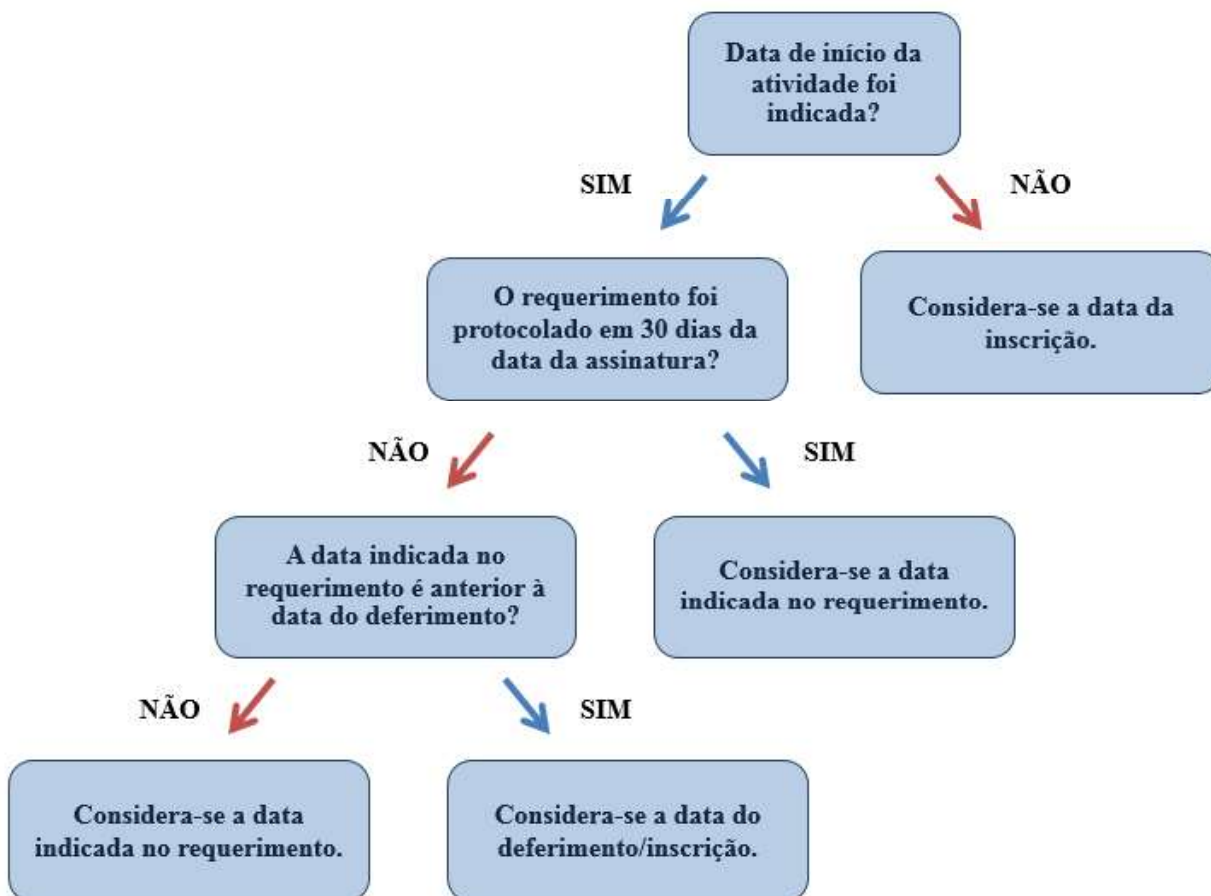 Data de início da
atividade foi
indicada?
SIM
NÃO
O requerimento foi
protocolado em 30 dias da
data da assinatura?
Considera-se a data da
inscrição.
NÃO
SIM
A data indicada no
requerimento é anterior à
data do deferimento?
Considera-se a data
indicada no requerimento.
NÃO
SIM
Considera-se a data
indicada no requerimento.
Considera-se a data do
deferimento/inscrição.